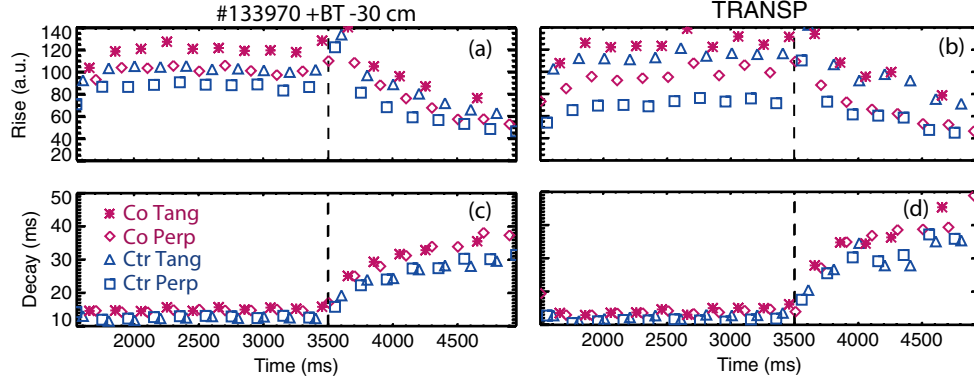 #133970 +BT -30 cm
TRANSP
Rise (a.u.)
140
120
100
80
60
40
20
(a)
(b)
Decay (ms)
50
40
30
20
10
Co Tang
Co Perp
Ctr Tang
Ctr Perp
(c)
(d)
2000 2500 3000 3500 4000 4500
2000 2500 3000 3500 4000 4500
Time (ms)
Time (ms)